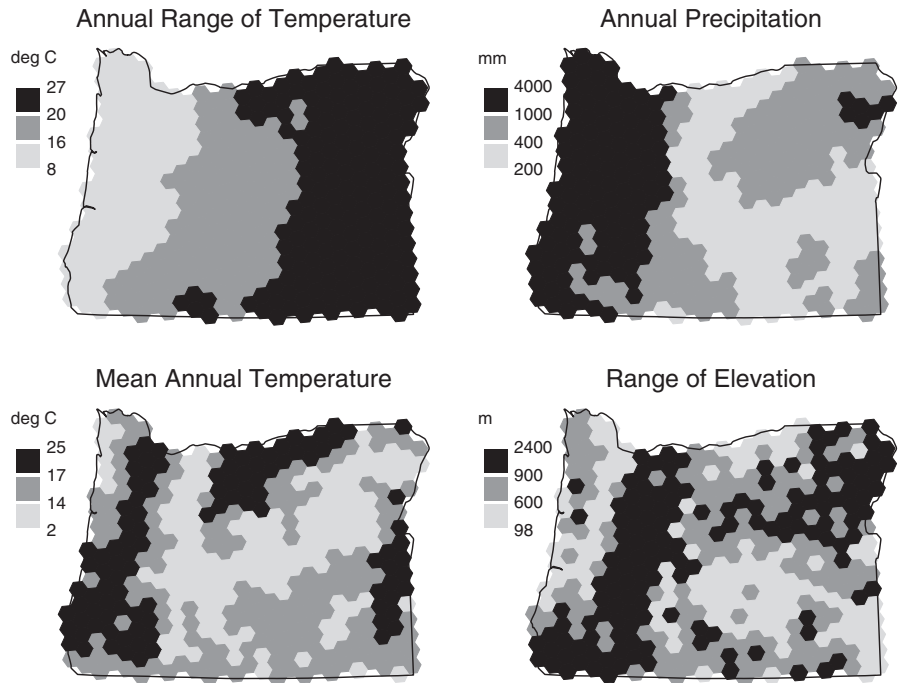 Annual Range of Temperature
deg C
27
20
16
8
Annual Precipitation
mm
4000
1000
400
200
Mean Annual Temperature
deg C
25
17
14
2
Range of Elevation
m
2400
900
600
98